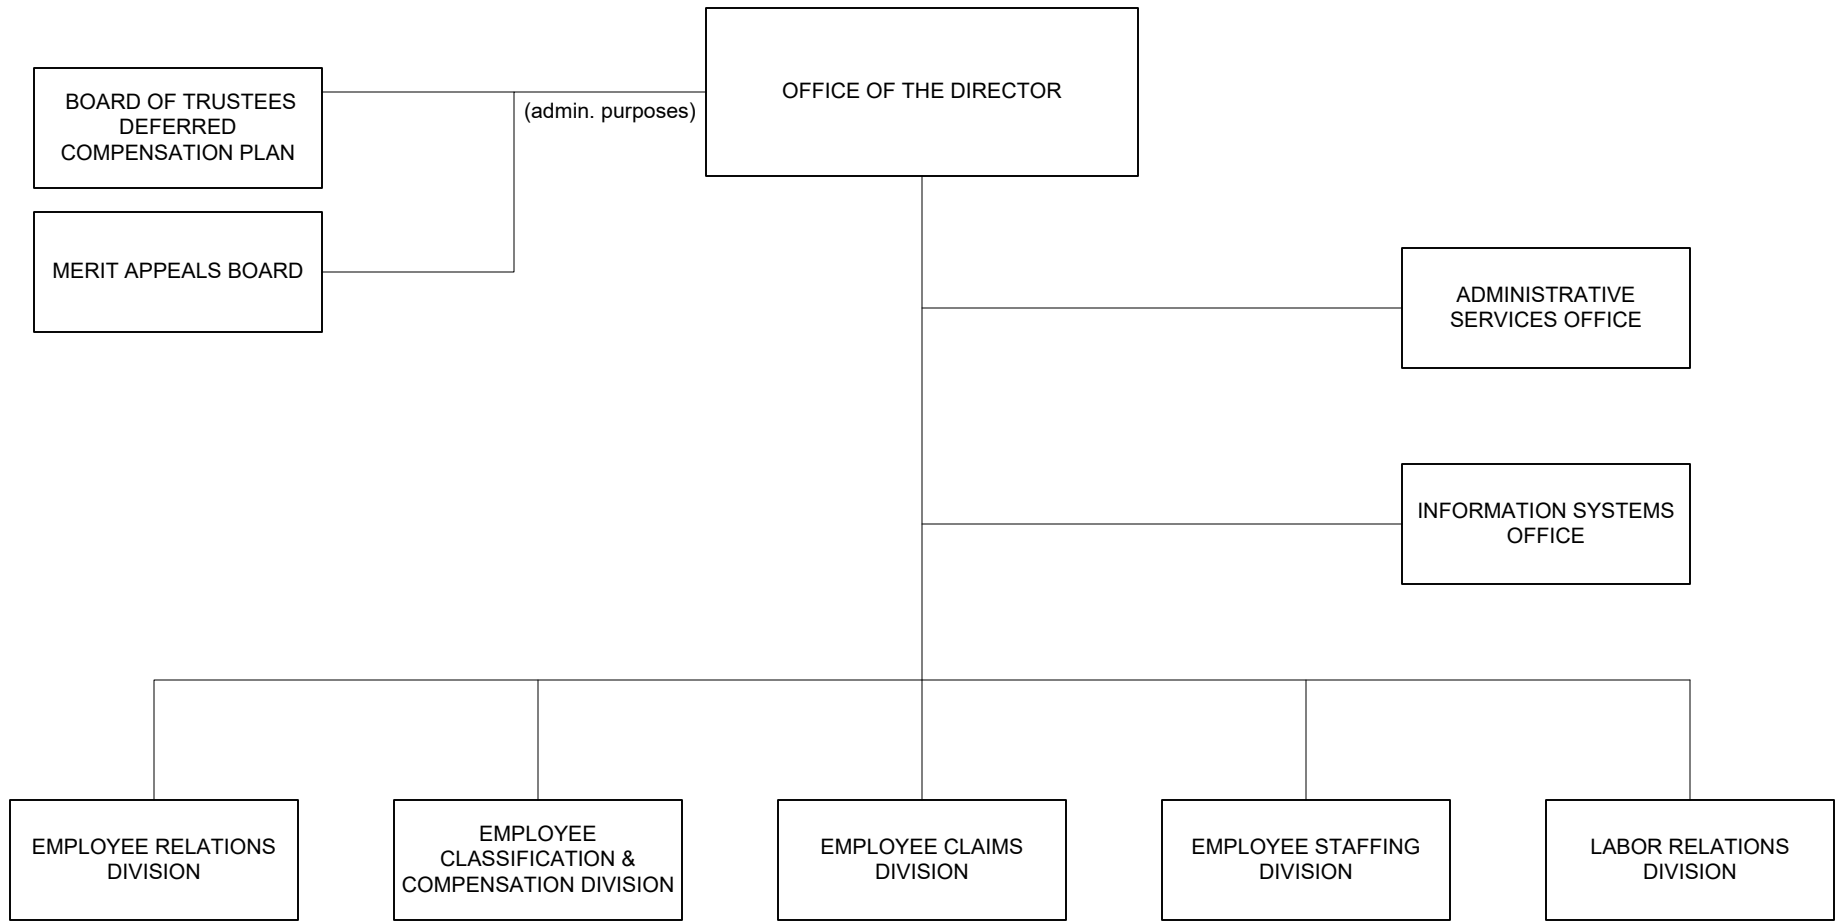 OFFICE OF THE DIRECTOR
BOARD OF TRUSTEES
DEFERRED
COMPENSATION PLAN
(admin. purposes)
MERIT APPEALS BOARD
ADMINISTRATIVE
SERVICES OFFICE
INFORMATION SYSTEMS
OFFICE
EMPLOYEE RELATIONS
DIVISION
EMPLOYEE
CLASSIFICATION &
COMPENSATION DIVISION
EMPLOYEE CLAIMS
DIVISION
EMPLOYEE STAFFING
DIVISION
LABOR RELATIONS
DIVISION